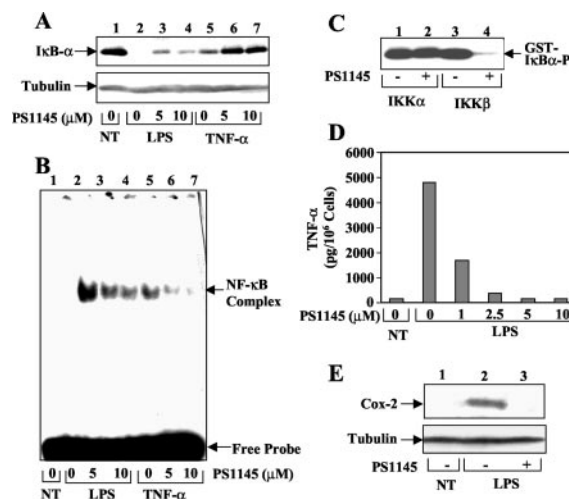 A
1 2 3 4 5 6 7
IκB-α
Tubulin
PS1145 (μM) 0 0 5 10 0 5 10
NT LPS TNF-α
B
1 2 3 4 5 6 7
NF-κB
Complex
Free Probe
0 0 5 10 0 5 10 PS1145 (μM)
NT LPS TNF-α
C
1 2 3 4
GST-
IκBα-P
PS1145 - + - +
IKKα IKKβ
D
6000
5000
4000
3000
2000
1000
0
TNF-α
(pg/10⁶ Cells)
PS1145 (μM) 0 0 1 2.5 5 10
NT LPS
E
1 2 3
Cox-2
Tubulin
PS1145 - - +
NT LPS